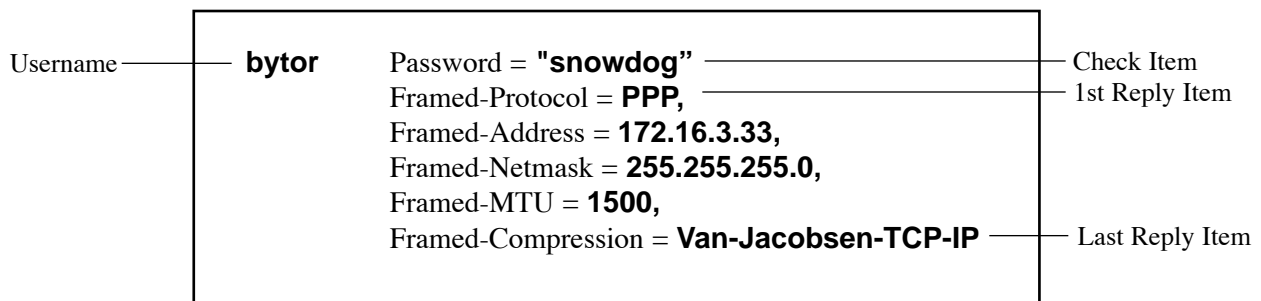 Username bytor Password = "snowdog” Check Item
Framed-Protocol = PPP, 1st Reply Item
Framed-Address = 172.16.3.33,
Framed-Netmask = 255.255.255.0,
Framed-MTU = 1500,
Framed-Compression = Van-Jacobsen-TCP-IP Last Reply Item